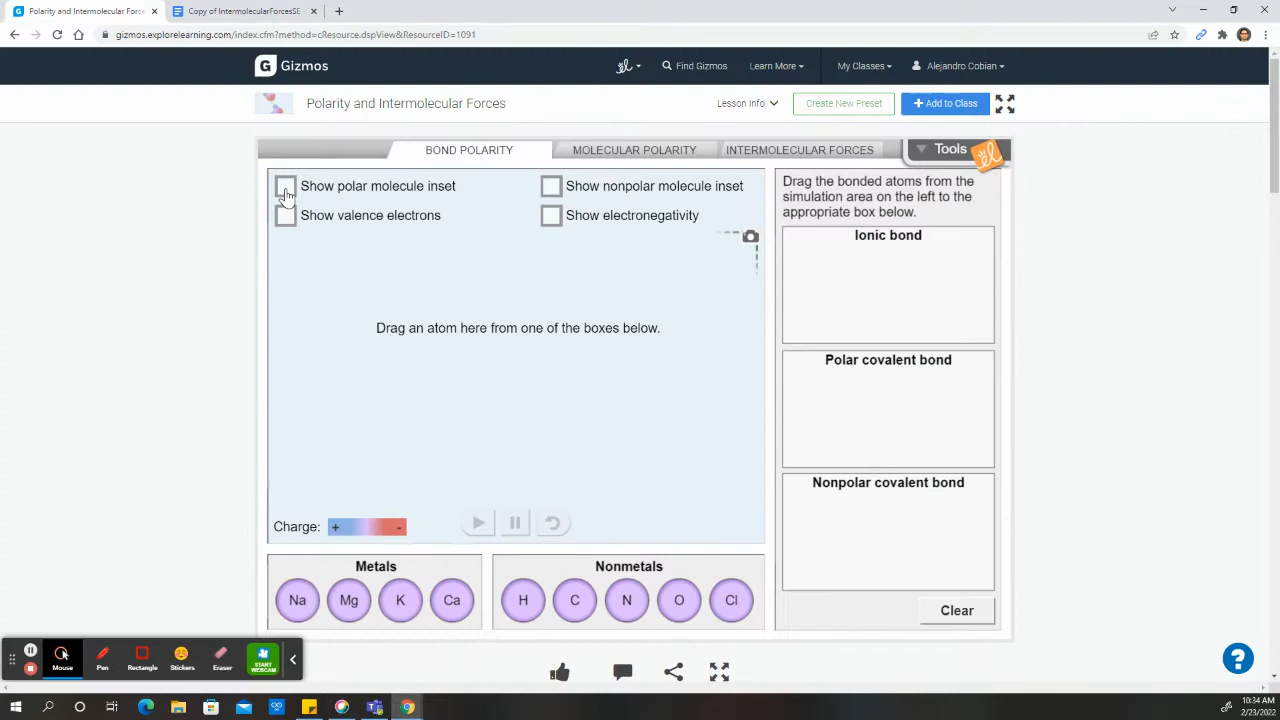 Polarity and Intermolecular Forces
Copy of IntermolecularForcesSE
gizmos.explorelearning.com/index.cfm?method=cResource.dspView&ResourceID=1091
G Gizmos
Find Gizmos
Learn More
My Classes
Alejandro Cobian
Polarity and Intermolecular Forces
Lesson Info
Create New Preset
+ Add to Class
BOND POLARITY
MOLECULAR POLARITY
INTERMOLECULAR FORCES
Tools
Show polar molecule inset
Show nonpolar molecule inset
Show valence electrons
Show electronegativity
Drag an atom here from one of the boxes below.
Charge: + -
Drag the bonded atoms from the
simulation area on the left to the
appropriate box below.
Ionic bond
Polar covalent bond
Nonpolar covalent bond
Clear
Metals
Na Mg K Ca
Nonmetals
H C N O Cl
Mouse
Pen
Rectangle
Stickers
Eraser
START
WEBCAM
?
10:34 AM
2/23/2022